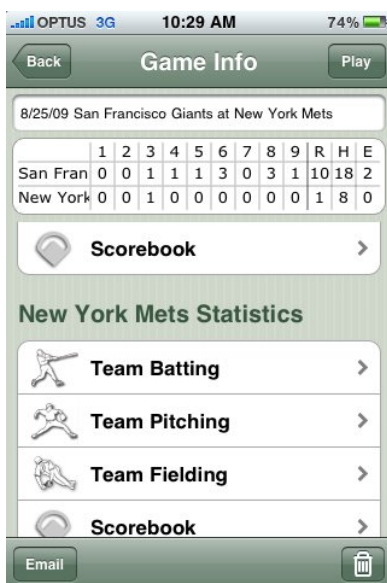 OPTUS 3G 10:29 AM 74%
Back Game Info Play
8/25/09 San Francisco Giants at New York Mets
1 2 3 4 5 6 7 8 9 R H E
San Fran 0 0 1 1 1 3 0 3 1 10 18 2
New York 0 0 1 0 0 0 0 0 0 1 8 0
Scorebook
New York Mets Statistics
Team Batting
Team Pitching
Team Fielding
Scorebook
Email